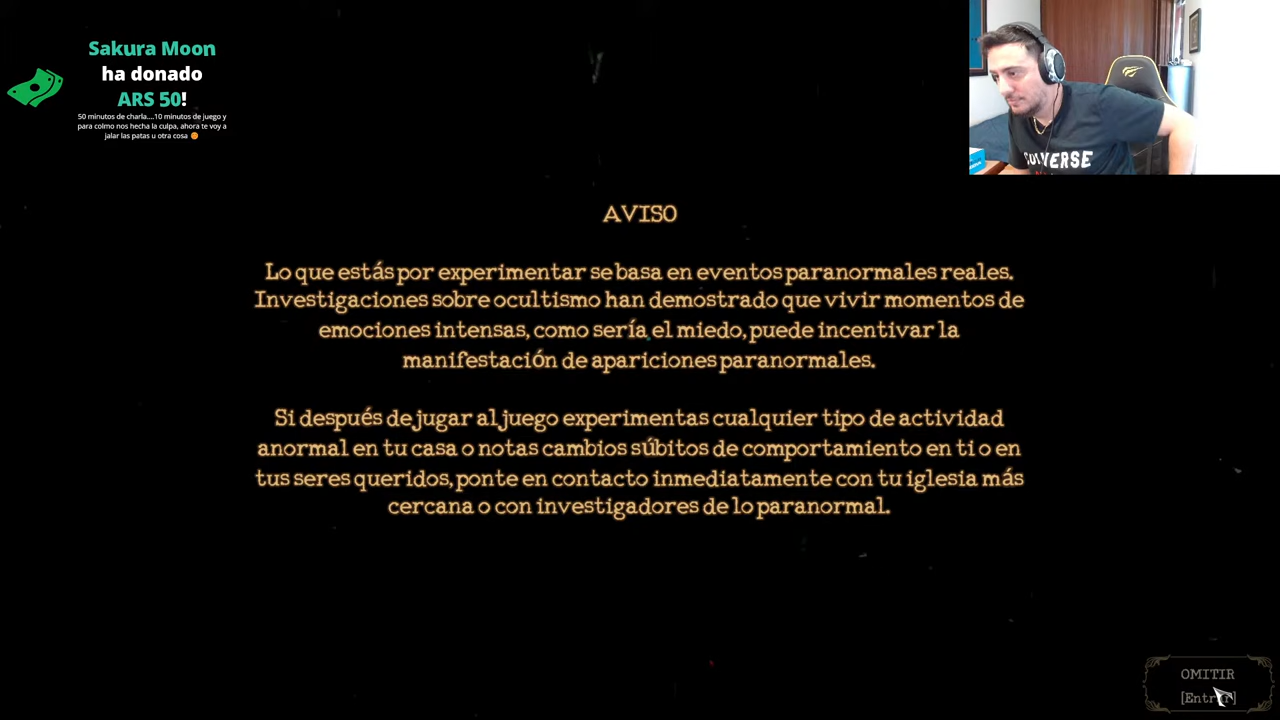 Sakura Moon
ha donado
ARS 50!
50 minutos de charla....10 minutos de juego y
para colmo nos hecha la culpa, ahora te voy a
jalar las patas u otra cosa
AVISO
Lo que estás por experimentar se basa en eventos paranormales reales.
Investigaciones sobre ocultismo han demostrado que vivir momentos de
emociones intensas, como sería el miedo, puede incentivar la
manifestación de apariciones paranormales.
Si después de jugar al juego experimentas cualquier tipo de actividad
anormal en tu casa o notas cambios súbitos de comportamiento en ti o en
tus seres queridos, ponte en contacto inmediatamente con tu iglesia más
cercana o con investigadores de lo paranormal.
OMITIR